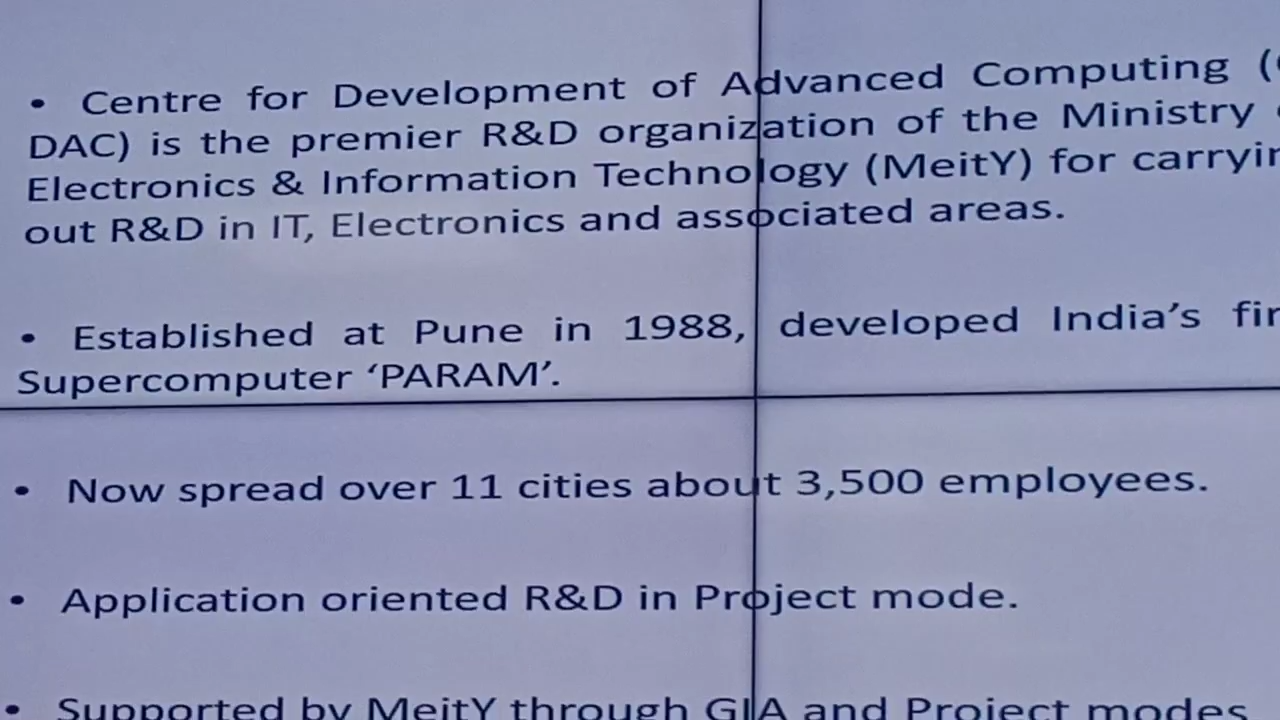 • Centre for Development of Advanced Computing (
DAC) is the premier R&D organization of the Ministry
Electronics & Information Technology (MeitY) for
out R&D in IT, Electronics and associated areas.
• Established at Pune in 1988, developed India's
Supercomputer ‘PARAM’.
• Now spread over 11 cities about 3,500 employees.
• Application oriented R&D in Project mode.
• Supported by MeitY through GIA and Project modes